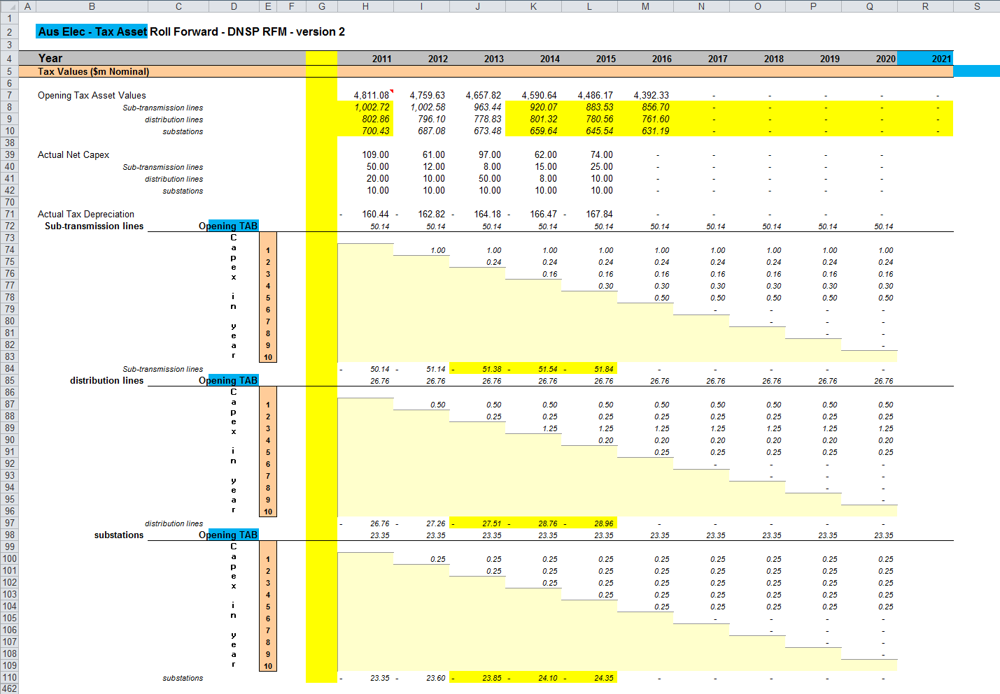 A B C D E F G H I J K L M N O P Q R S
1
2 Aus Elec - Tax Asset Roll Forward - DNSP RFM - version 2
3
4 Year 2011 2012 2013 2014 2015 2016 2017 2018 2019 2020 2021
5 Tax Values ($m Nominal)
6
7 Opening Tax Asset Values 4,811.08 4,759.63 4,657.82 4,590.64 4,486.17 4,392.33 - - - - -
8 Sub-transmission lines 1,002.72 1,002.58 963.44 920.07 883.53 856.70 - - - - -
9 distribution lines 802.86 796.10 778.83 801.32 780.56 761.60 - - - - -
10 substations 700.43 687.08 673.48 659.64 645.54 631.19 - - - - -
38
39 Actual Net Capex 109.00 61.00 97.00 62.00 74.00 - - - - -
40 Sub-transmission lines 50.00 12.00 8.00 15.00 25.00 - - - - -
41 distribution lines 20.00 10.00 50.00 8.00 10.00 - - - - -
42 substations 10.00 10.00 10.00 10.00 10.00 - - - - -
70
71 Actual Tax Depreciation - 160.44 - 162.82 - 164.18 - 166.47 - 167.84 - - - - -
72 Sub-transmission lines Opening TAB 50.14 50.14 50.14 50.14 50.14 50.14 50.14 50.14 50.14 50.14
73 Capex in year
74 1 1.00 1.00 1.00 1.00 1.00 1.00 1.00 1.00 1.00
75 2 0.24 0.24 0.24 0.24 0.24 0.24 0.24 0.24
76 3 0.16 0.16 0.16 0.16 0.16 0.16 0.16
77 4 0.30 0.30 0.30 0.30 0.30 0.30
78 5 0.50 0.50 0.50 0.50 0.50
79 6 - - - -
80 7 - - -
81 8 - -
82 9 -
83 10
84 Sub-transmission lines - 50.14 - 51.14 - 51.38 - 51.54 - 51.84 - - - - -
85 distribution lines Opening TAB 26.76 26.76 26.76 26.76 26.76 26.76 26.76 26.76 26.76 26.76
86 Capex in year
87 1 0.50 0.50 0.50 0.50 0.50 0.50 0.50 0.50 0.50
88 2 0.25 0.25 0.25 0.25 0.25 0.25 0.25 0.25
89 3 1.25 1.25 1.25 1.25 1.25 1.25 1.25
90 4 0.20 0.20 0.20 0.20 0.20 0.20
91 5 0.25 0.25 0.25 0.25 0.25
92 6 - - - -
93 7 - - -
94 8 - -
95 9 -
96 10
97 distribution lines - 26.76 - 27.26 - 27.51 - 28.76 - 28.96 - - - - -
98 substations Opening TAB 23.35 23.35 23.35 23.35 23.35 23.35 23.35 23.35 23.35 23.35
99 Capex in year
100 1 0.25 0.25 0.25 0.25 0.25 0.25 0.25 0.25 0.25
101 2 0.25 0.25 0.25 0.25 0.25 0.25 0.25 0.25
102 3 0.25 0.25 0.25 0.25 0.25 0.25 0.25
103 4 0.25 0.25 0.25 0.25 0.25 0.25
104 5 0.25 0.25 0.25 0.25 0.25
105 6 - - - -
106 7 - - -
107 8 - -
108 9 -
109 10
110 substations - 23.35 - 23.60 - 23.85 - 24.10 - 24.35 - - - - -
462